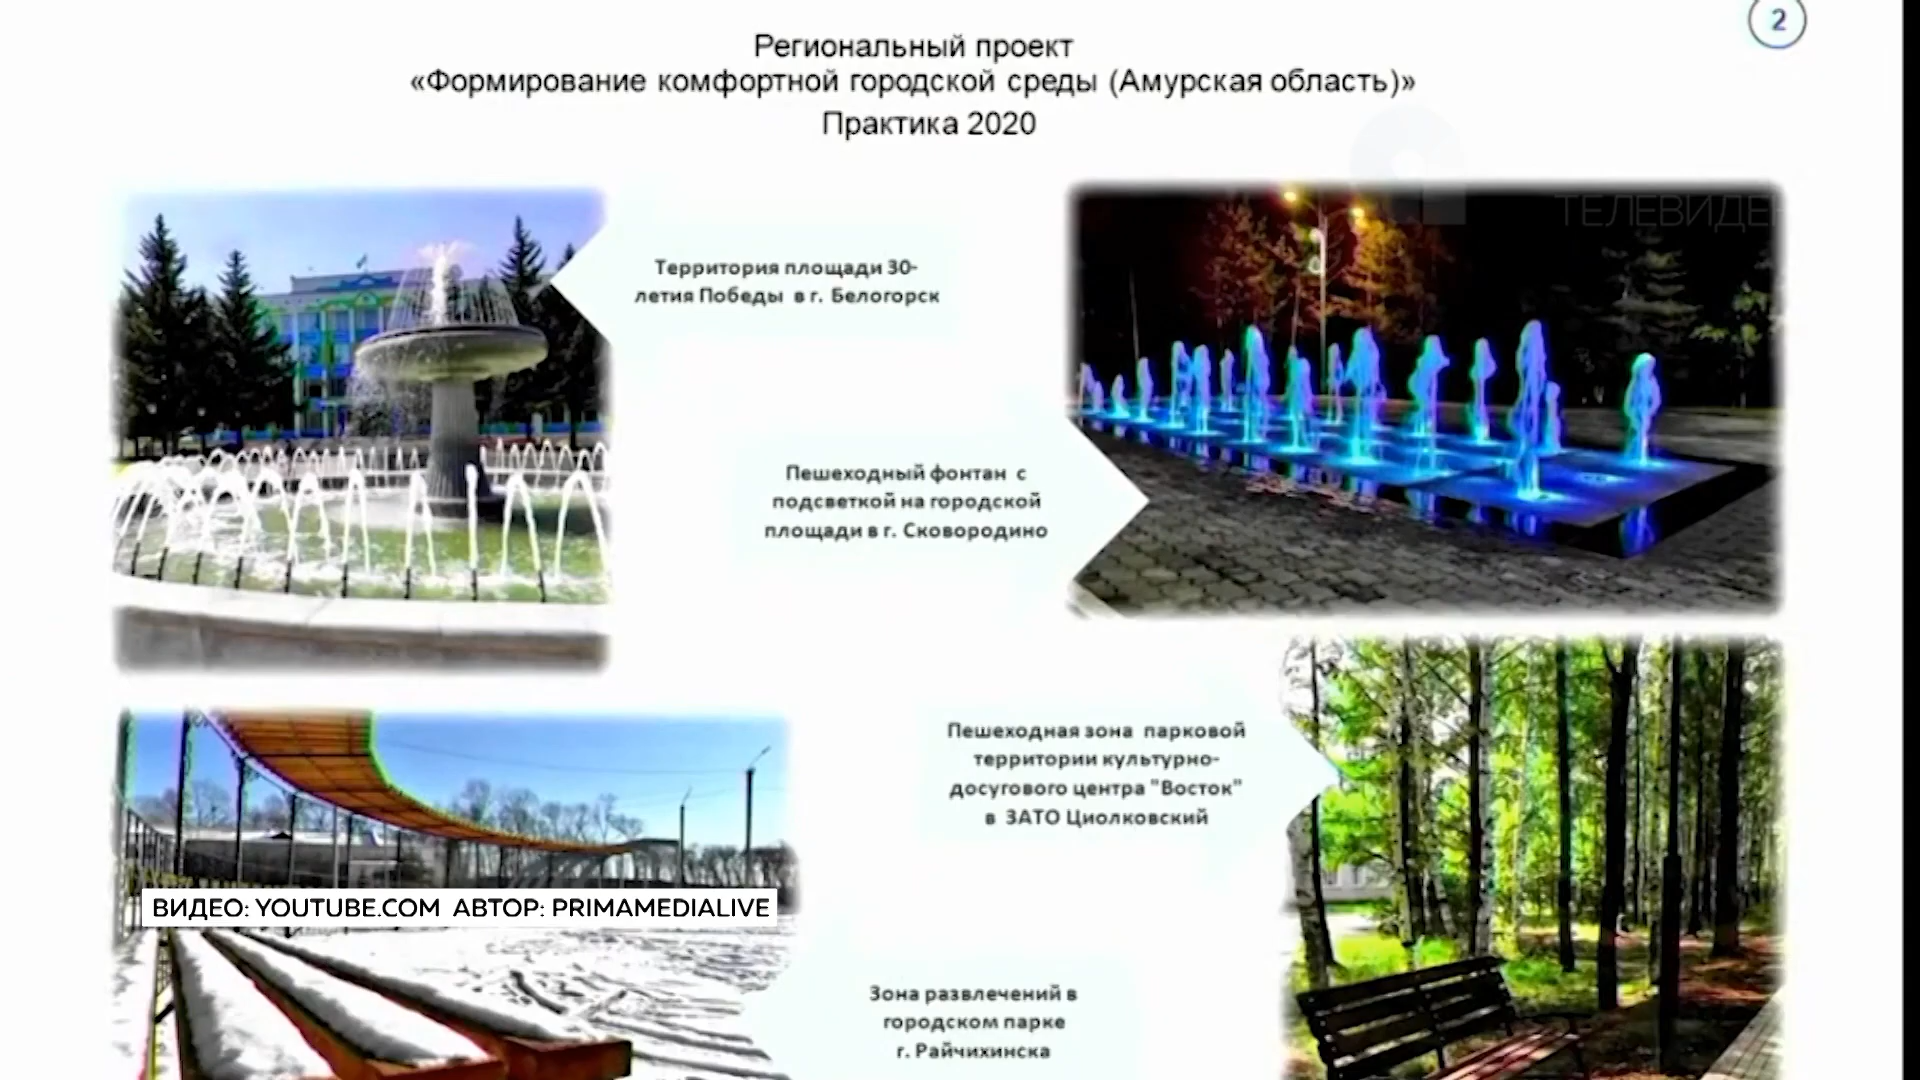 2
Региональный проект
«Формирование комфортной городской среды (Амурская область)»
Практика 2020
ТЕЛЕВИДЕ
Территория площади 30-
летия Победы в г. Белогорск
Пешеходный фонтан с
подсветкой на городской
площади в г. Сковородино
Пешеходная зона парковой
территории культурно-
досугового центра "Восток"
в ЗАТО Циолковский
ВИДЕО: YOUTUBE.COM АВТОР: PRIMAMEDIALIVE
Зона развлечений в
городском парке
г. Райчихинска